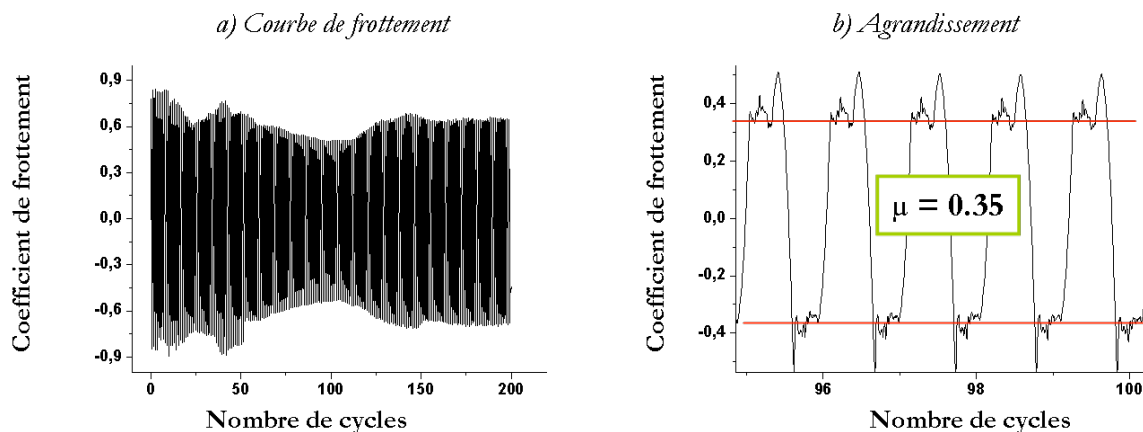 a) Courbe de frottement
Coefficient de frottement
0,9
0,6
0,3
0,0
-0,3
-0,6
-0,9
0
50
100
150
200
Nombre de cycles
b) Agrandissement
Coefficient de frottement
0,4
0,2
0,0
-0,2
-0,4
μ = 0.35
96
98
100
Nombre de cycles